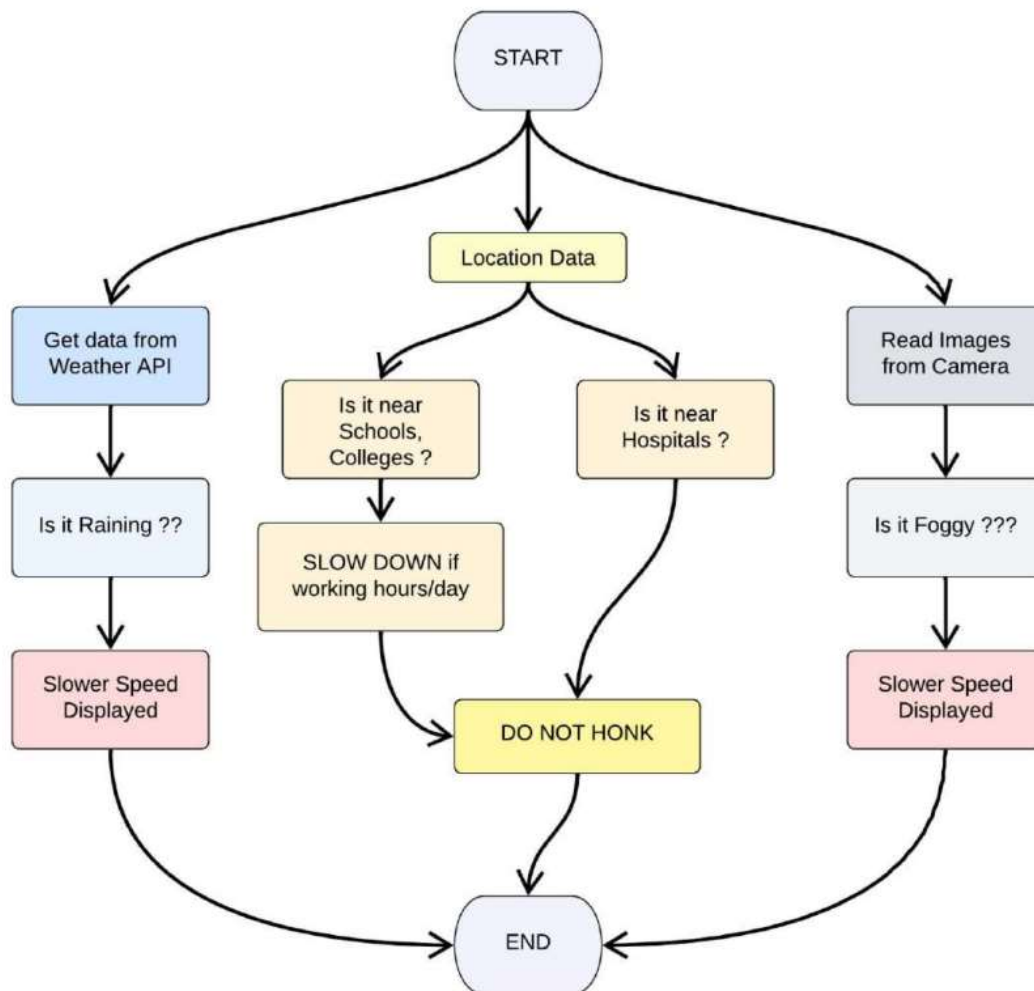 START
Location Data
Get data from
Weather API
Read Images
from Camera
Is it near
Schools,
Colleges ?
Is it near
Hospitals ?
Is it Raining ??
Is it Foggy ???
SLOW DOWN if
working hours/day
Slower Speed
Displayed
Slower Speed
Displayed
DO NOT HONK
END